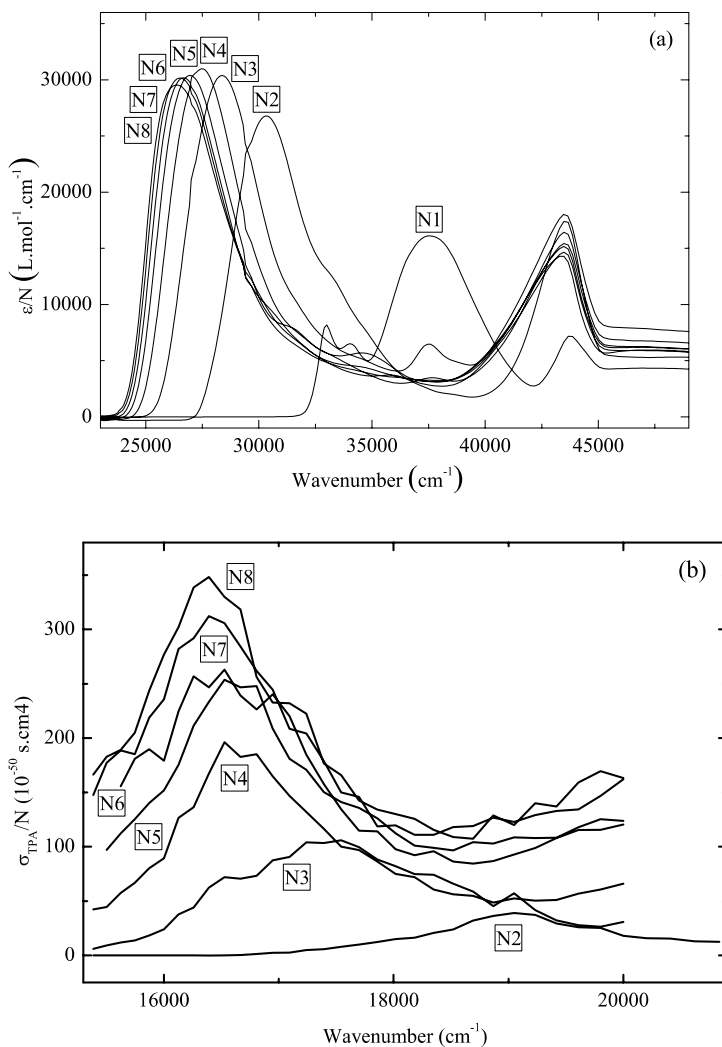 (a)
N6 N5 N4
N7 N3
N8 N2
N1
30000
20000
10000
0
ε/N (L.mol⁻¹.cm⁻¹)
25000 30000 35000 40000 45000
Wavenumber (cm⁻¹)
(b)
N8
N7
N6
N5
N4
N3
N2
300
200
100
0
σTPA/N (10⁻⁵⁰ s.cm4)
16000 18000 20000
Wavenumber (cm⁻¹)